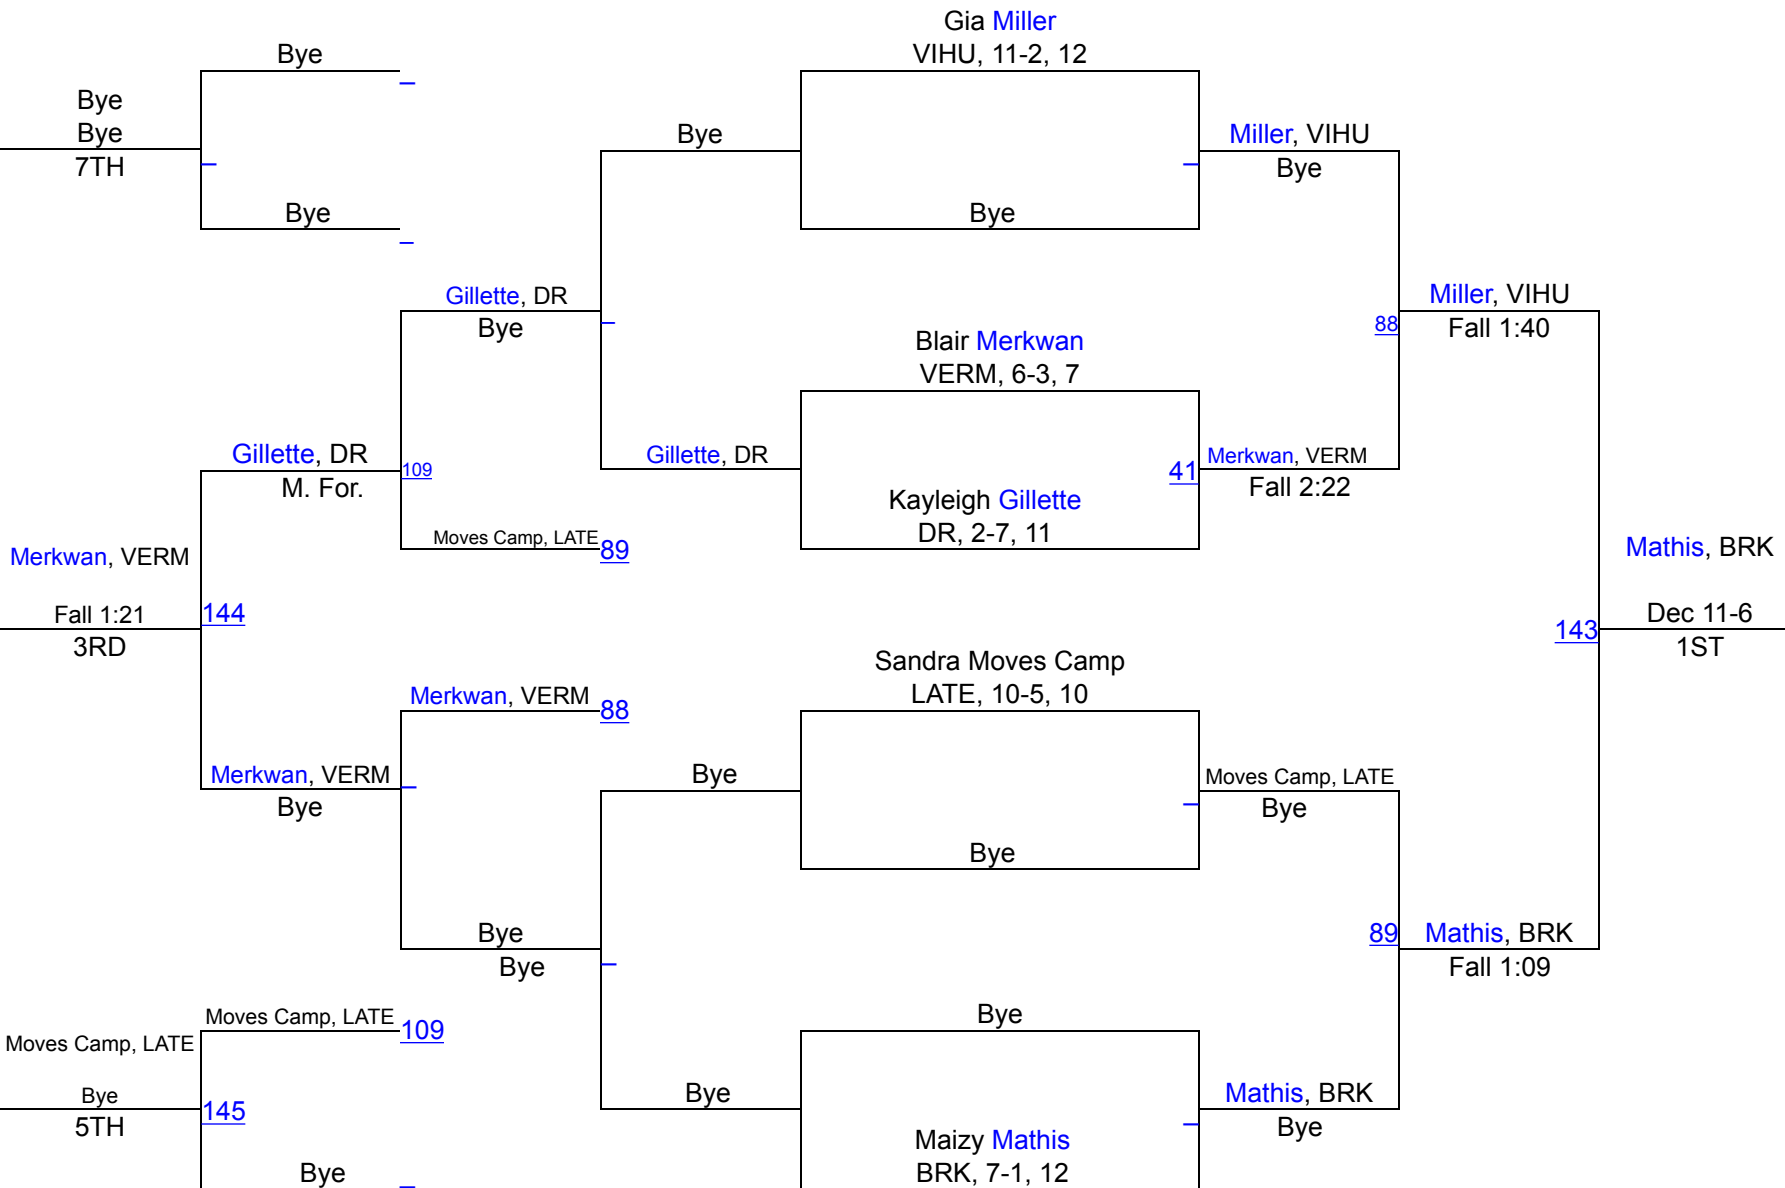 Gia Miller
VIHU, 11-2, 12
Bye
Bye
Bye
7TH
Bye
Miller, VIHU
Bye
Bye
Bye
Gillette, DR
Bye
Miller, VIHU
88
Fall 1:40
Blair Merkwan
VERM, 6-3, 7
Gillette, DR
109
M. For.
Gillette, DR
41
Merkwan, VERM
Fall 2:22
Kayleigh Gillette
DR, 2-7, 11
Moves Camp, LATE
89
Merkwan, VERM
Fall 1:21
144
3RD
Mathis, BRK
143
Dec 11-6
1ST
Sandra Moves Camp
LATE, 10-5, 10
Merkwan, VERM
88
Merkwan, VERM
Bye
Bye
Moves Camp, LATE
Bye
Bye
Bye
Bye
89
Mathis, BRK
Fall 1:09
Moves Camp, LATE
109
Moves Camp, LATE
Bye
145
5TH
Bye
Bye
Mathis, BRK
Bye
Maizy Mathis
BRK, 7-1, 12
Bye